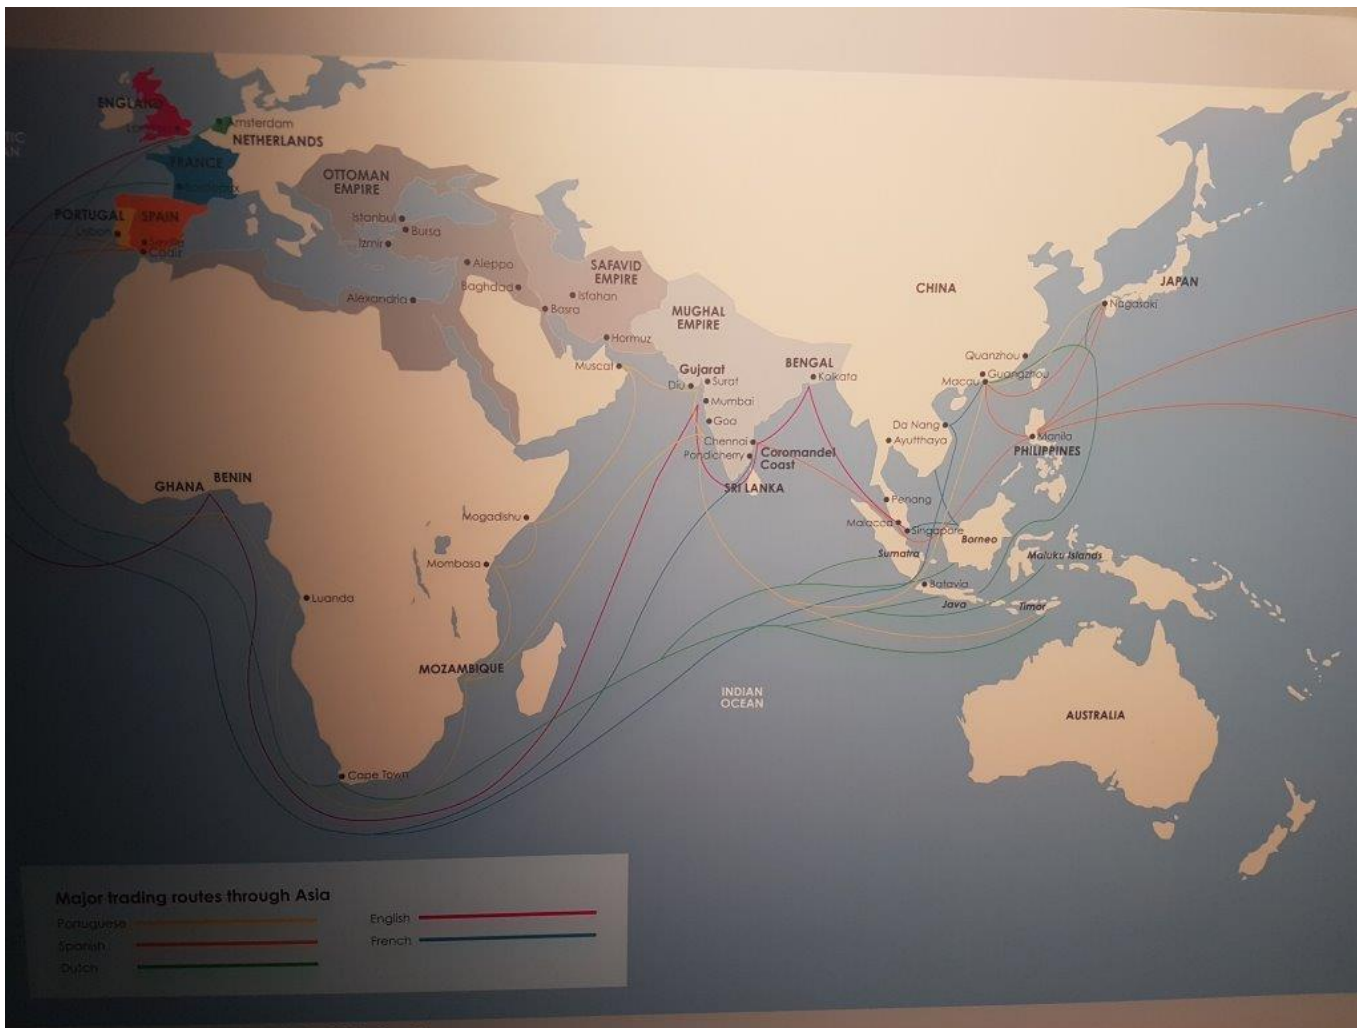 ENGLAND
Amsterdam
NETHERLANDS
FRANCE
Bordeaux
PORTUGAL
SPAIN
Lisbon
Seville
Cadiz
OTTOMAN
EMPIRE
Istanbul
Bursa
Izmir
Aleppo
Baghdad
Alexandria
Basra
SAFAVID
EMPIRE
Isfahan
Hormuz
Muscat
MUGHAL
EMPIRE
Gujarat
Diu
Surat
Mumbai
Goa
BENGAL
Kolkata
Chennai
Pondicherry
Coromandel
Coast
SRI LANKA
CHINA
JAPAN
Nagasaki
Quanzhou
Guangzhou
Macau
Da Nang
Ayutthaya
Manila
PHILIPPINES
Penang
Malacca
Singapore
Borneo
Sumatra
Maluku Islands
Batavia
Java
Timor
GHANA
BENIN
Mogadishu
Mombasa
Luanda
MOZAMBIQUE
Cape Town
INDIAN
OCEAN
AUSTRALIA
Major trading routes through Asia
Portuguese
Spanish
Dutch
English
French